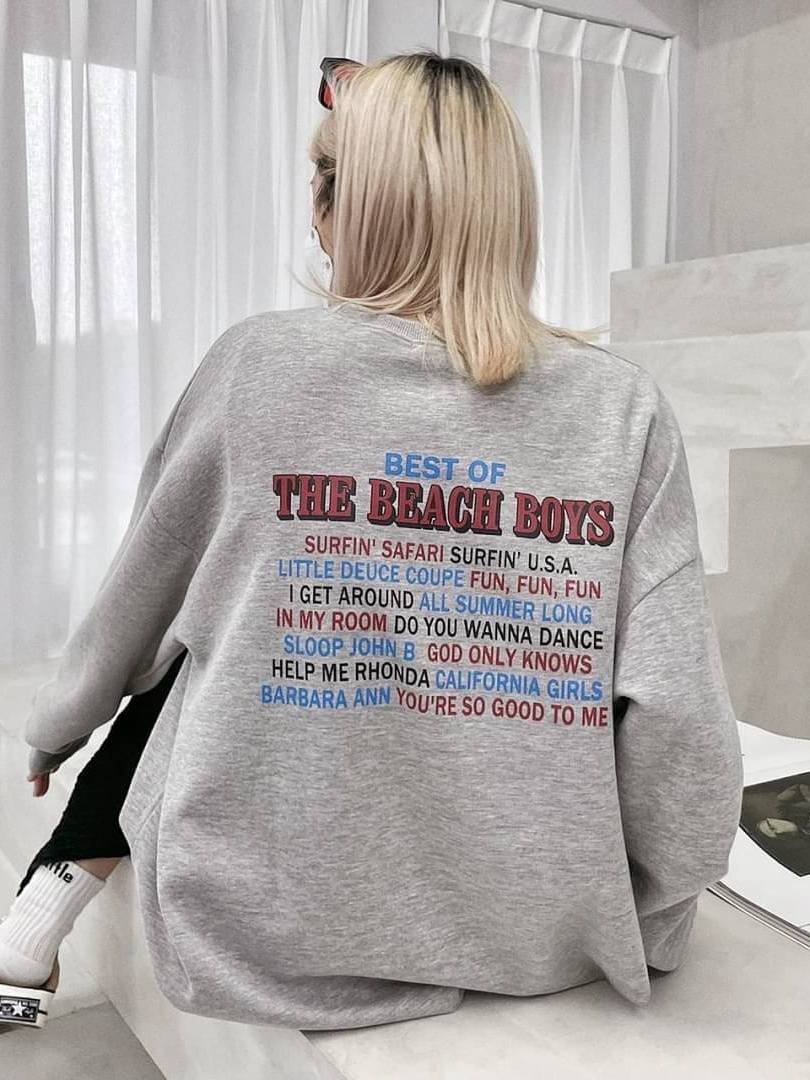 BEST OF
THE BEACH BOYS
SURFIN' SAFARI SURFIN' U.S.A.
LITTLE DEUCE COUPE FUN, FUN, FUN
I GET AROUND ALL SUMMER LONG
IN MY ROOM DO YOU WANNA DANCE
SLOOP JOHN B GOD ONLY KNOWS
HELP ME RHONDA CALIFORNIA GIRLS
BARBARA ANN YOU'RE SO GOOD TO ME